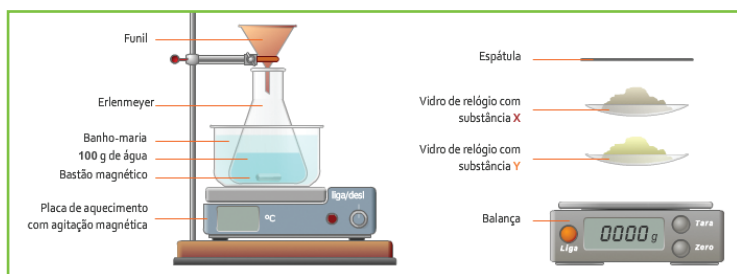 Funil
Erlenmeyer
Banho-maria
100 g de água
Bastão magnético
Placa de aquecimento
com agitação magnética
liga/desl
ºC
Espátula
Vidro de relógio com
substância X
Vidro de relógio com
substância Y
Balança
Liga
0000 g
Tara
Zero